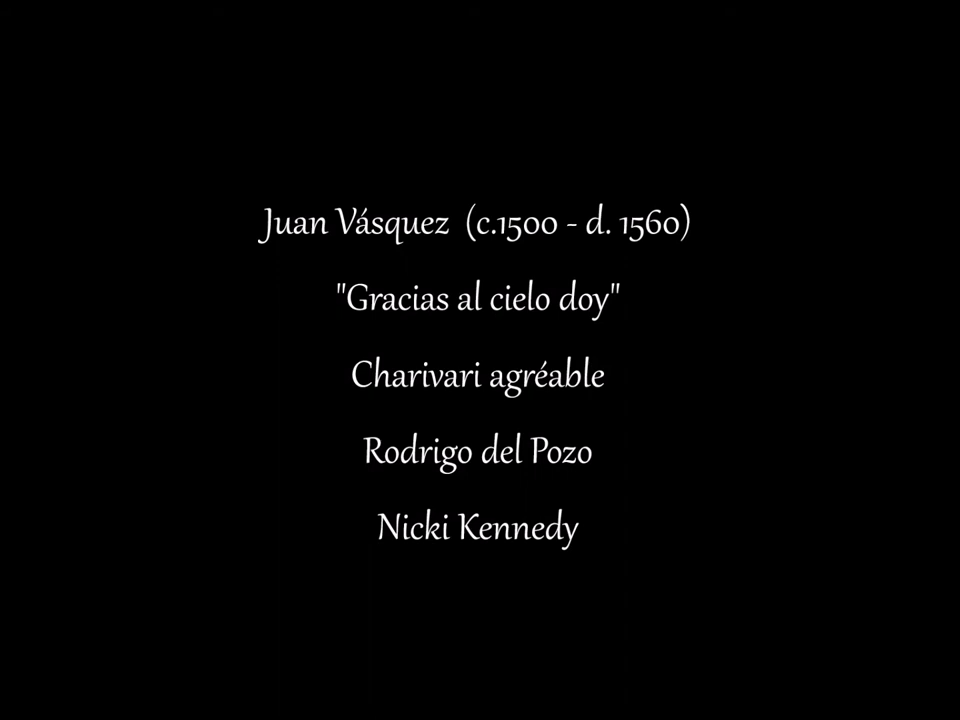 Juan Vásquez (c.1500 - d. 1560)
"Gracias al cielo doy"
Charivari agréable
Rodrigo del Pozo
Nicki Kennedy